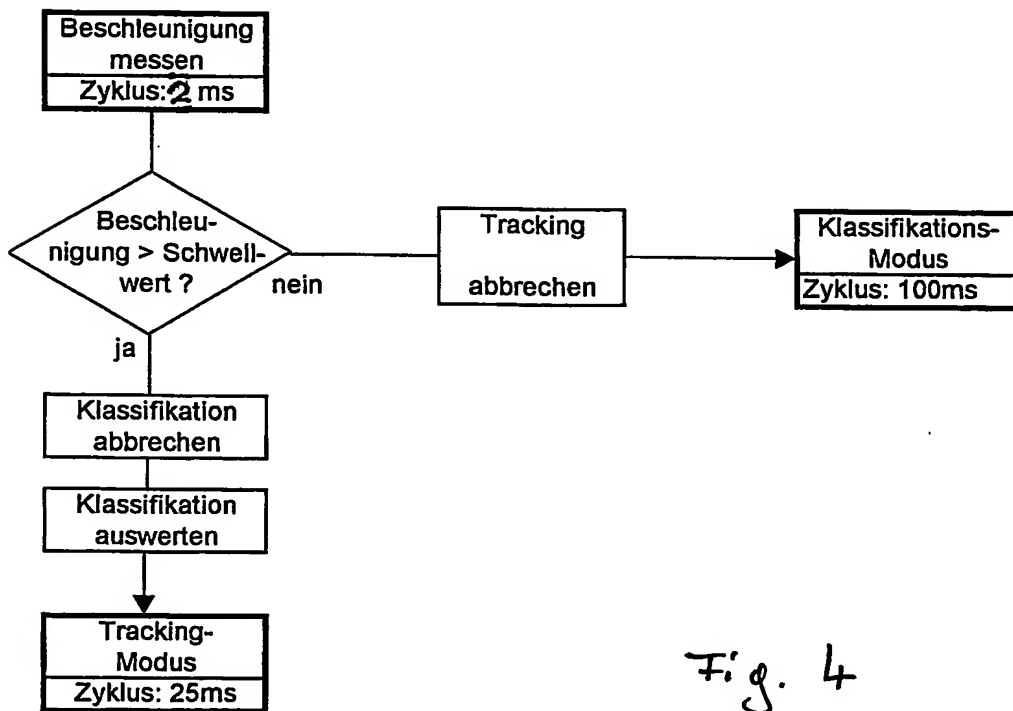 Beschleunigung
messen
Zyklus: 2 ms
Beschleu-
nigung > Schwell-
wert ?
nein
ja
Tracking
abbrechen
Klassifikations-
Modus
Zyklus: 100ms
Klassifikation
abbrechen
Klassifikation
auswerten
Tracking-
Modus
Zyklus: 25ms
Fig. 4